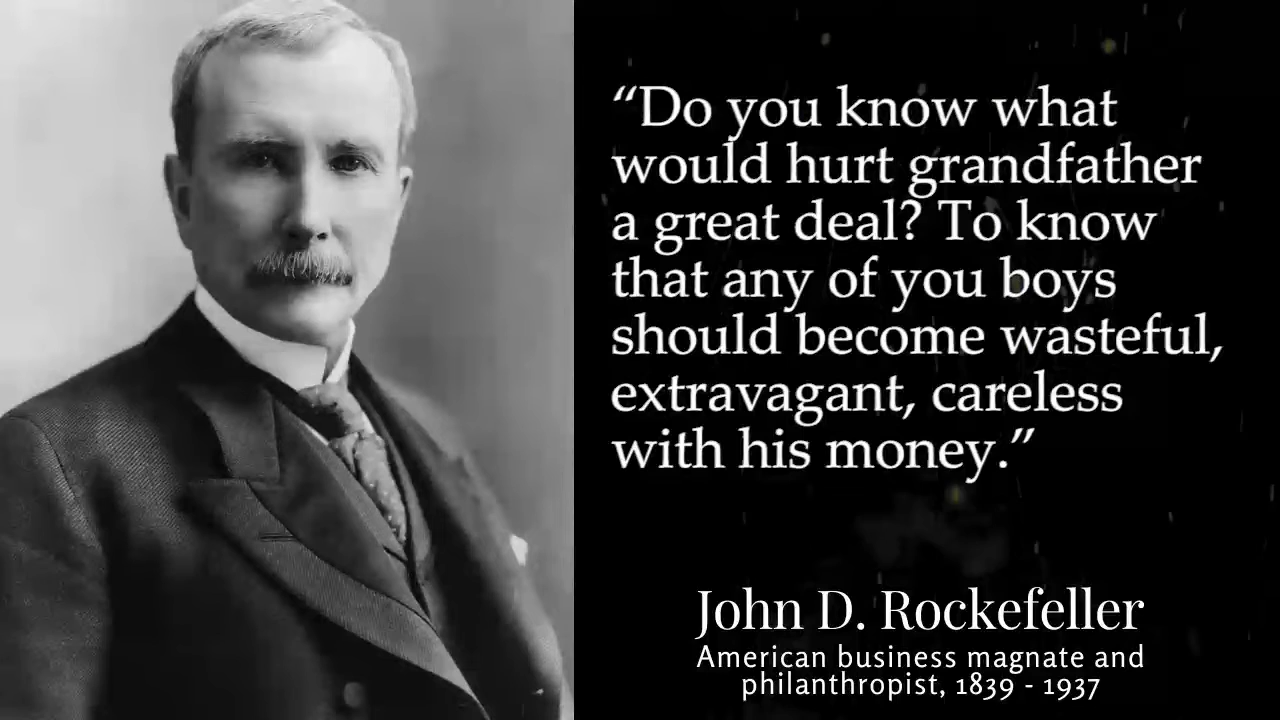 “Do you know what
would hurt grandfather
a great deal? To know
that any of you boys
should become wasteful,
extravagant, careless
with his money.”
John D. Rockefeller
American business magnate and
philanthropist, 1839 - 1937